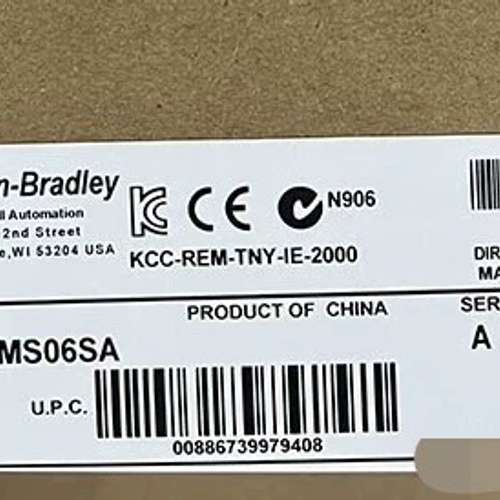 n-Bradley
ll Automation
2nd Street
e, WI 53204 USA
CE N906
KCC-REM-TNY-IE-2000
DIR
MA
PRODUCT OF CHINA
SER
MS06SA
A
U.P.C.
00886739979408